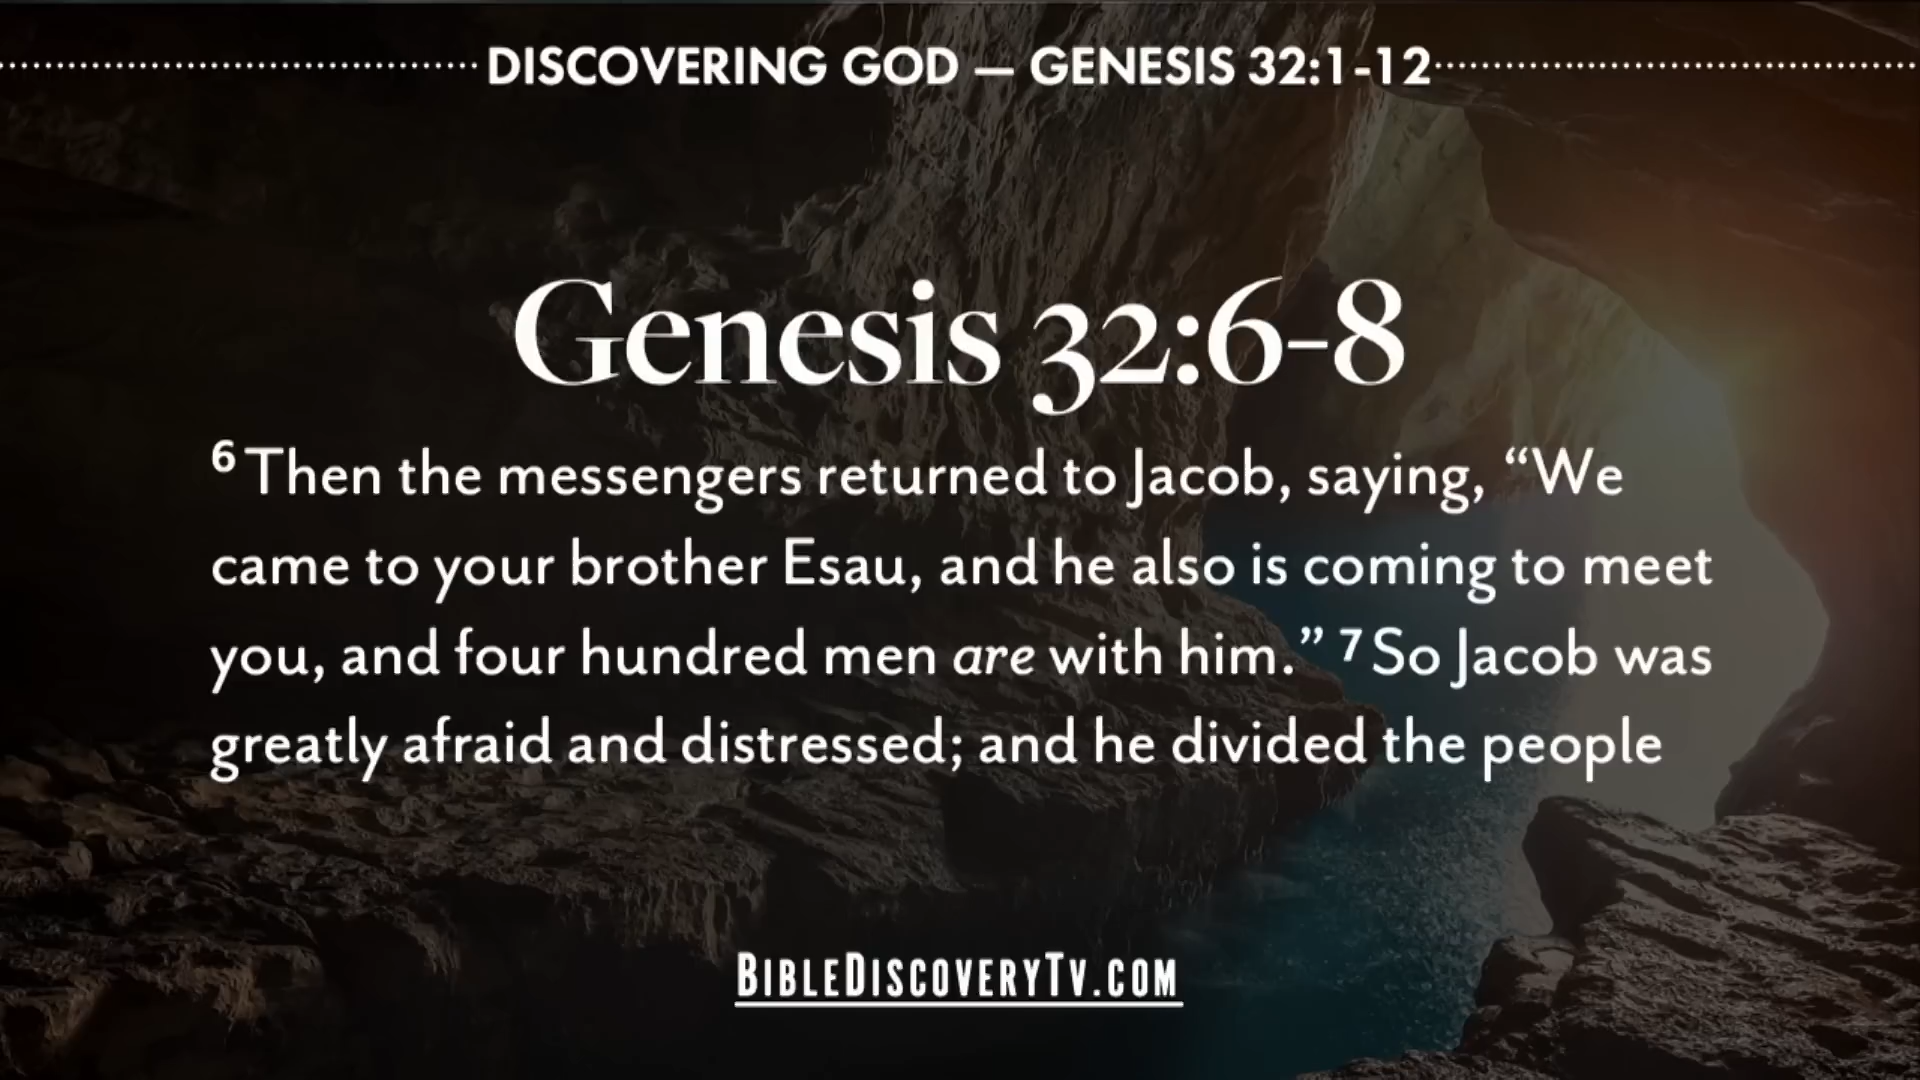 DISCOVERING GOD — GENESIS 32:1-12
Genesis 32:6-8
6 Then the messengers returned to Jacob, saying, “We
came to your brother Esau, and he also is coming to meet
you, and four hundred men are with him.” 7 So Jacob was
greatly afraid and distressed; and he divided the people
BIBLEDISCOVERYTV.COM